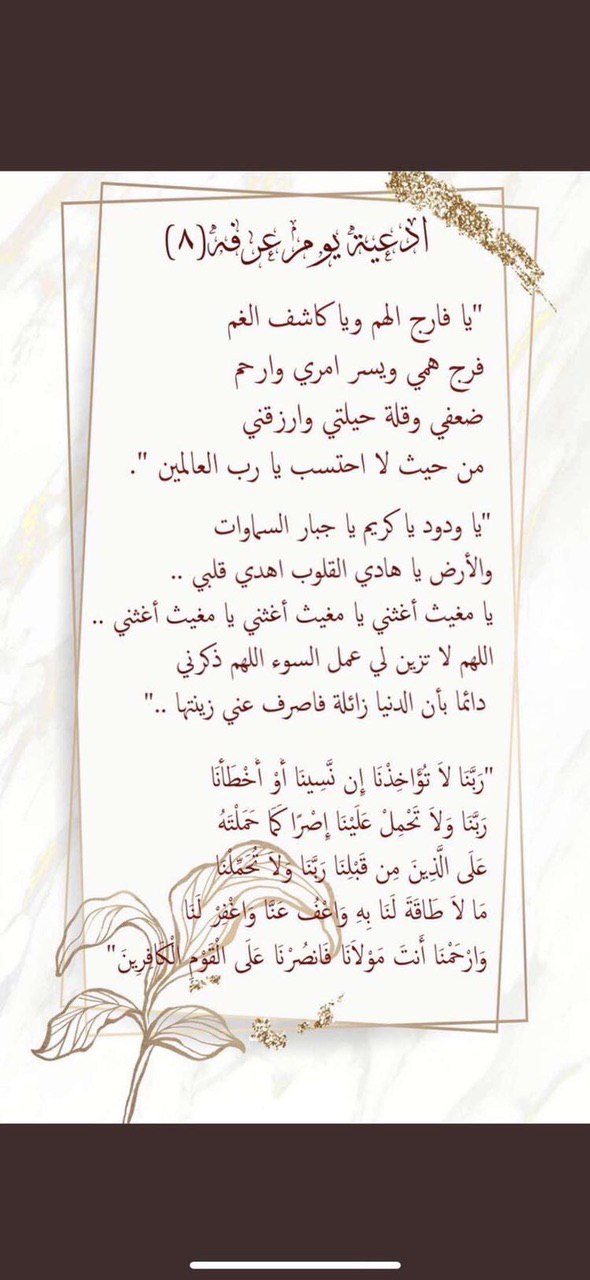 ادعية يوم عرفه(٨)
"يا فارج الهم ويا كاشف الغم
فرج همي ويسر امري وارحم
ضعفي وقلة حيلتي وارزقني
من حيث لا احتسب يا رب العالمين ".
"يا ودود يا كريم يا جبار السماوات
والأرض يا هادي القلوب اهدي قلبي ..
يا مغيث أغثني يا مغيث أغثني يا مغيث أغثني ..
اللهم لا تزين لي عمل السوء اللهم ذكرني
دائما بأن الدنيا زائلة فاصرف عني زينتها .."
"رَبَّنَا لاَ تُؤَاخِذْنَا إِن نَّسِينَا أَوْ أَخْطَأْنَا
رَبَّنَا وَلاَ تَحْمِلْ عَلَيْنَا إِصْرًا كَمَا حَمَلْتَهُ
عَلَى الَّذِينَ مِن قَبْلِنَا رَبَّنَا وَلاَ تُحَمِّلْنَا
مَا لاَ طَاقَةَ لَنَا بِهِ وَاعْفُ عَنَّا وَاغْفِرْ لَنَا
وَارْحَمْنَا أَنتَ مَوْلاَنَا فَانصُرْنَا عَلَى الْقَوْمِ الْكَافِرِينَ"